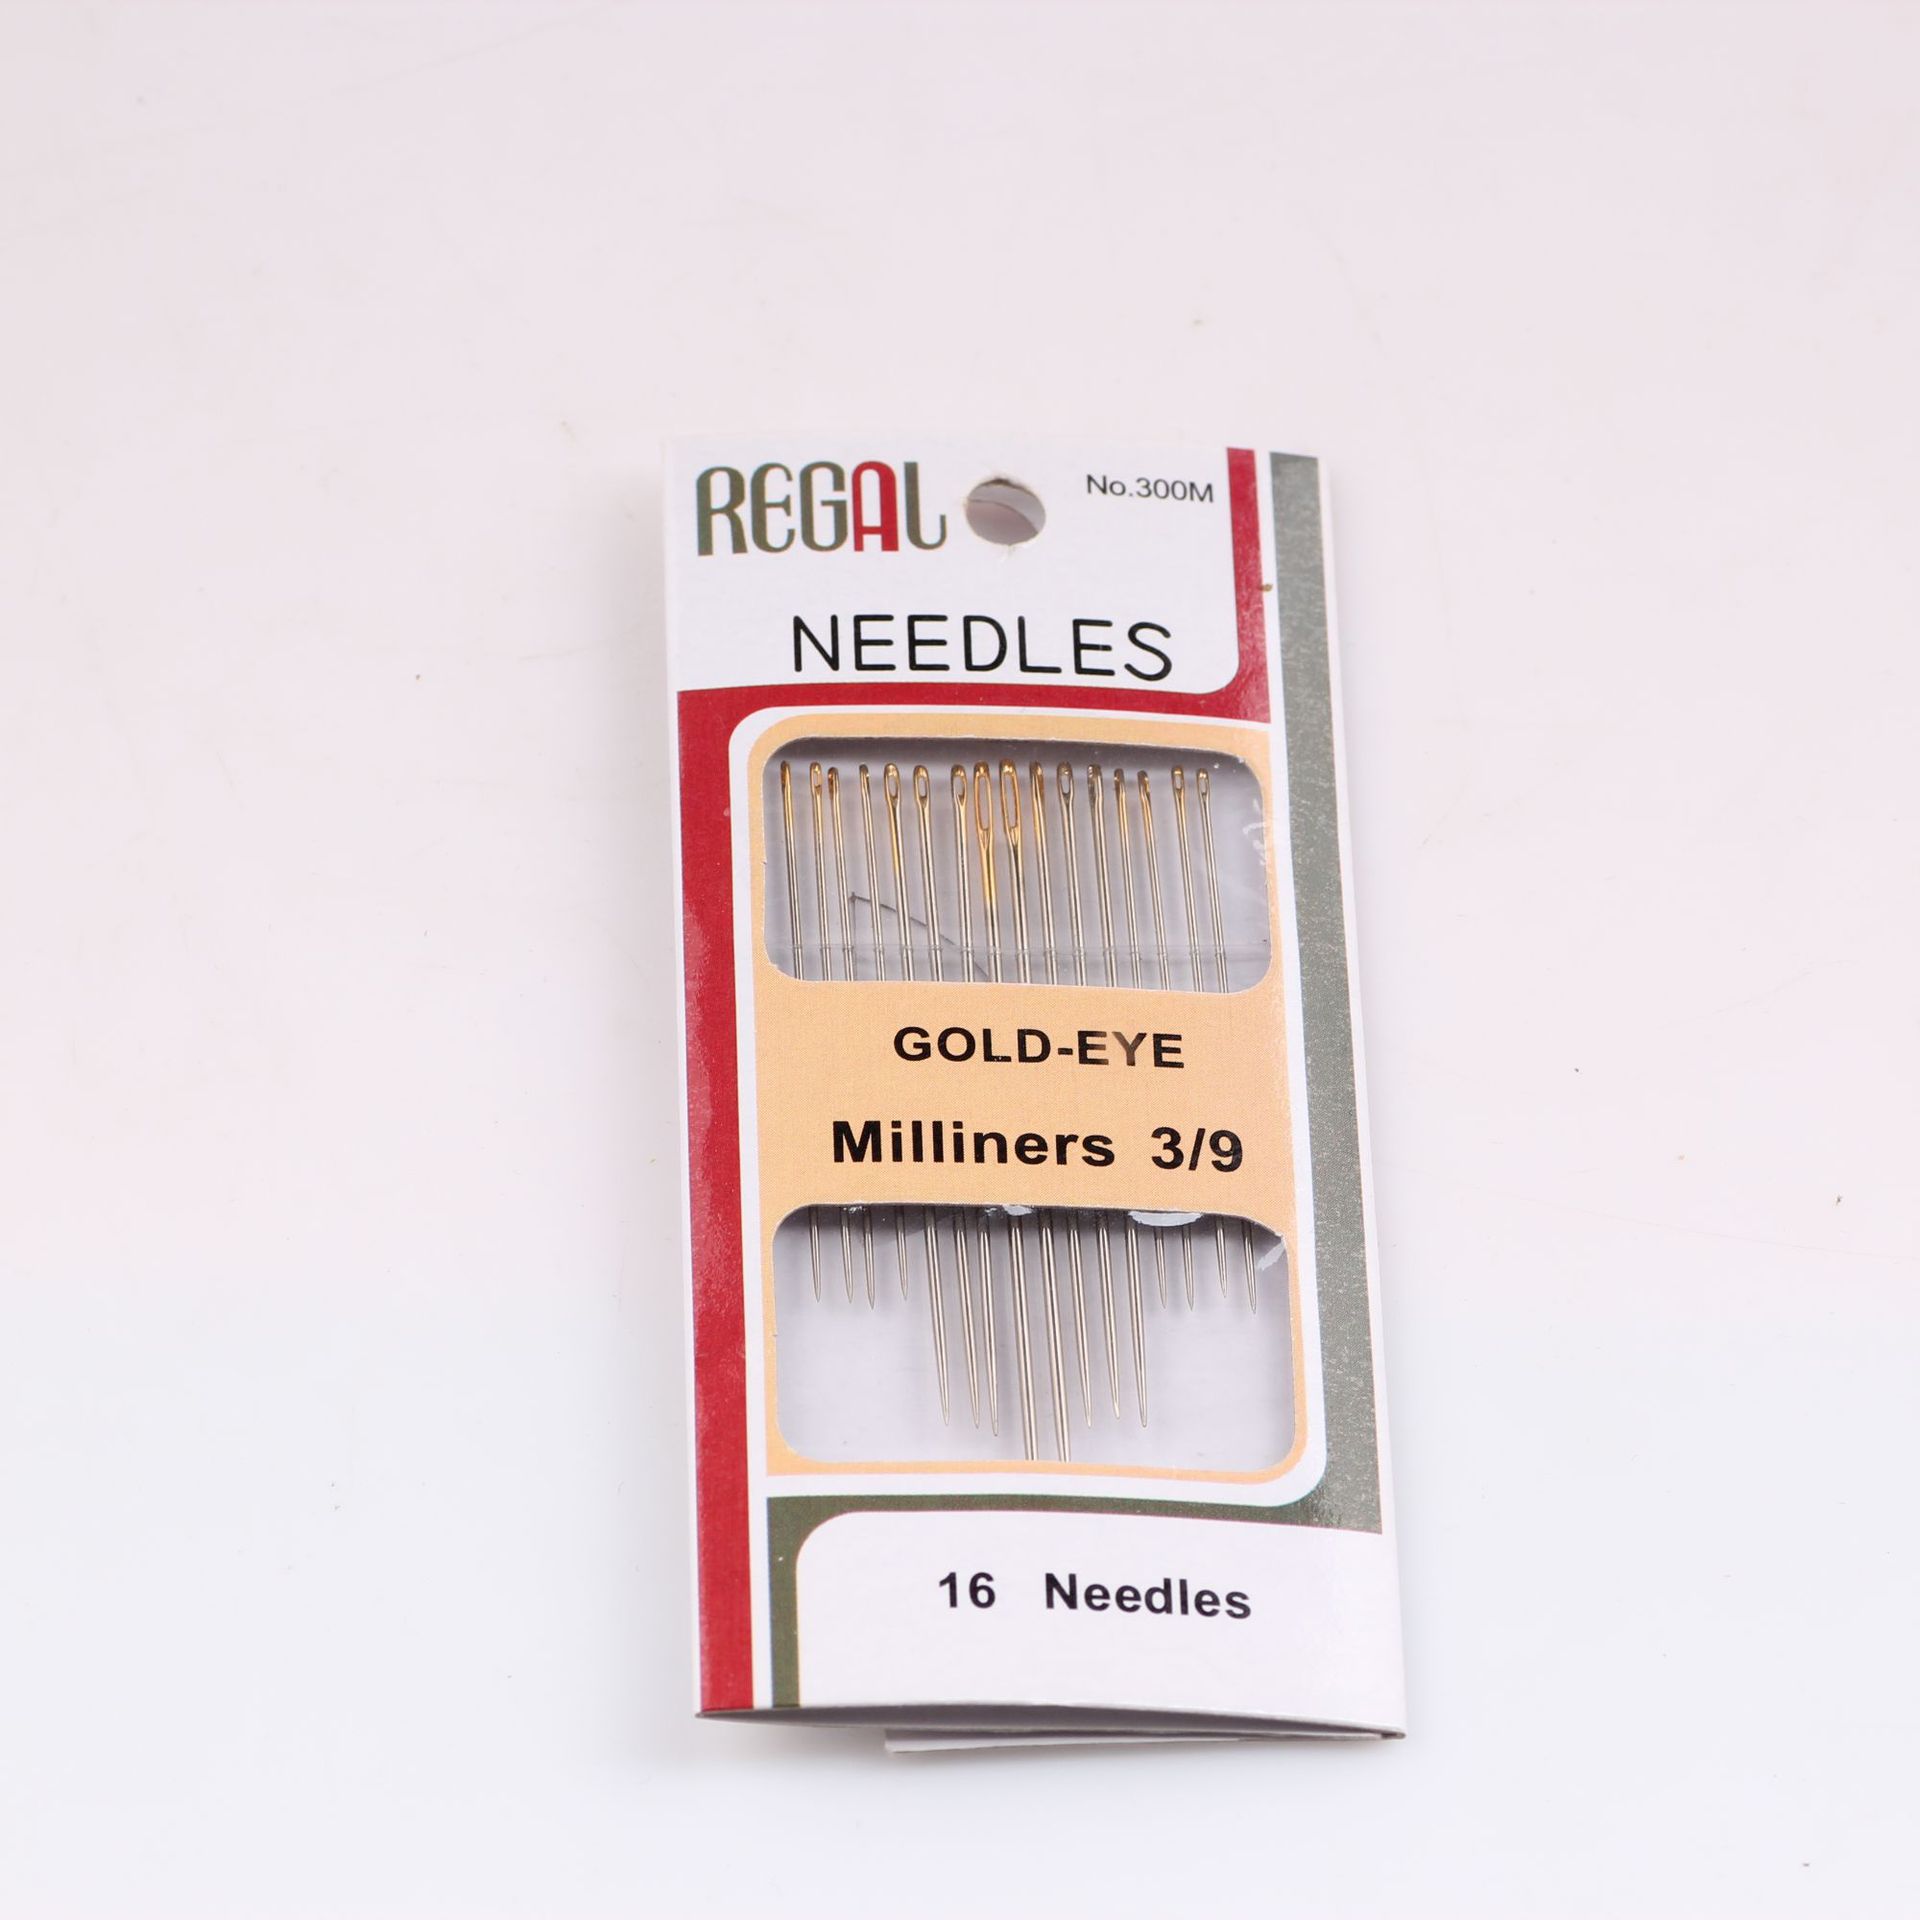 REGAL
No.300M
NEEDLES
GOLD-EYE
Milliners 3/9
16 Needles